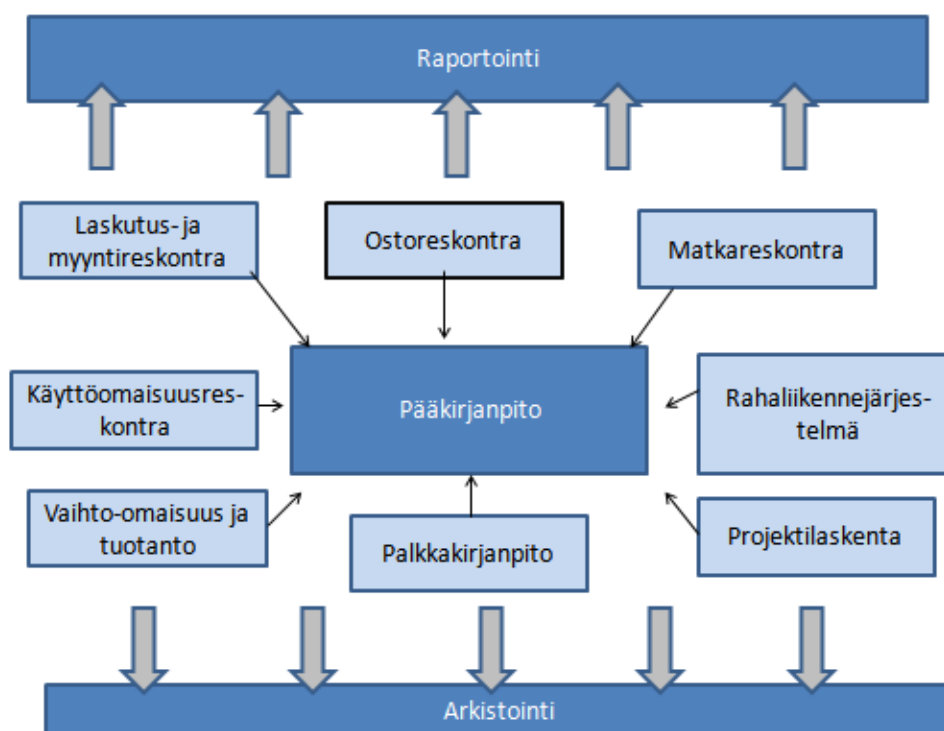 Raportointi
Laskutus- ja
myyntireskontra
Ostoreskontra
Matkareskontra
Käyttöomaisuusres-
kontra
Pääkirjanpito
Rahaliikennejärjes-
telmä
Vaihto-omaisuus ja
tuotanto
Palkkakirjanpito
Projektilaskenta
Arkistointi